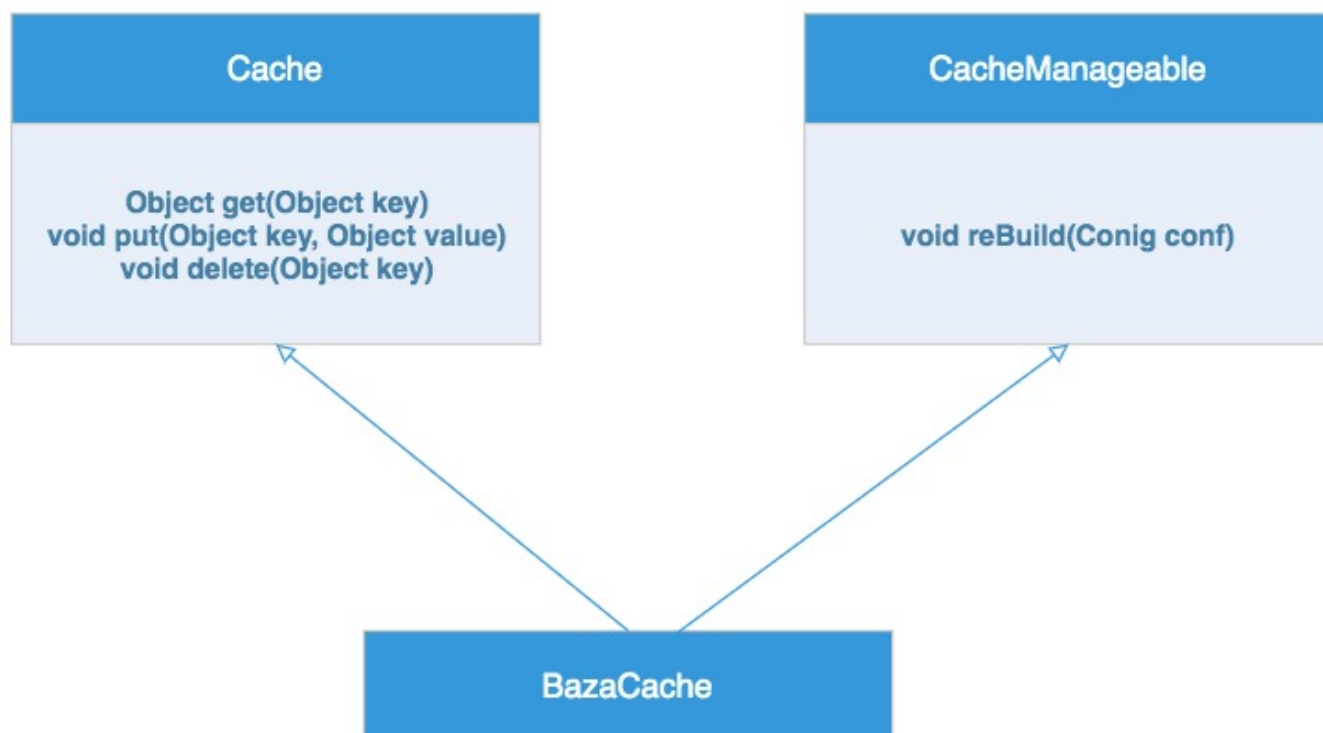 Cache
CacheManageable
Object get(Object key)
void put(Object key, Object value)
void delete(Object key)
void reBuild(Conig conf)
BazaCache